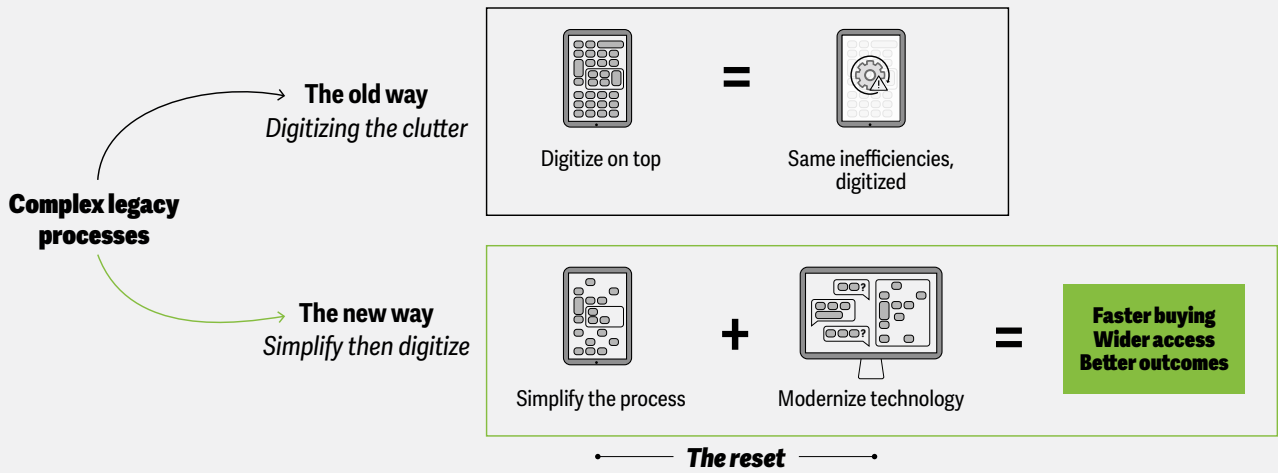 The old way
Digitizing the clutter
=
Digitize on top
!
Same inefficiencies,
digitized
Complex legacy
processes
The new way
Simplify then digitize
+
?
?
=
Faster buying
Wider access
Better outcomes
Simplify the process
Modernize technology
The reset